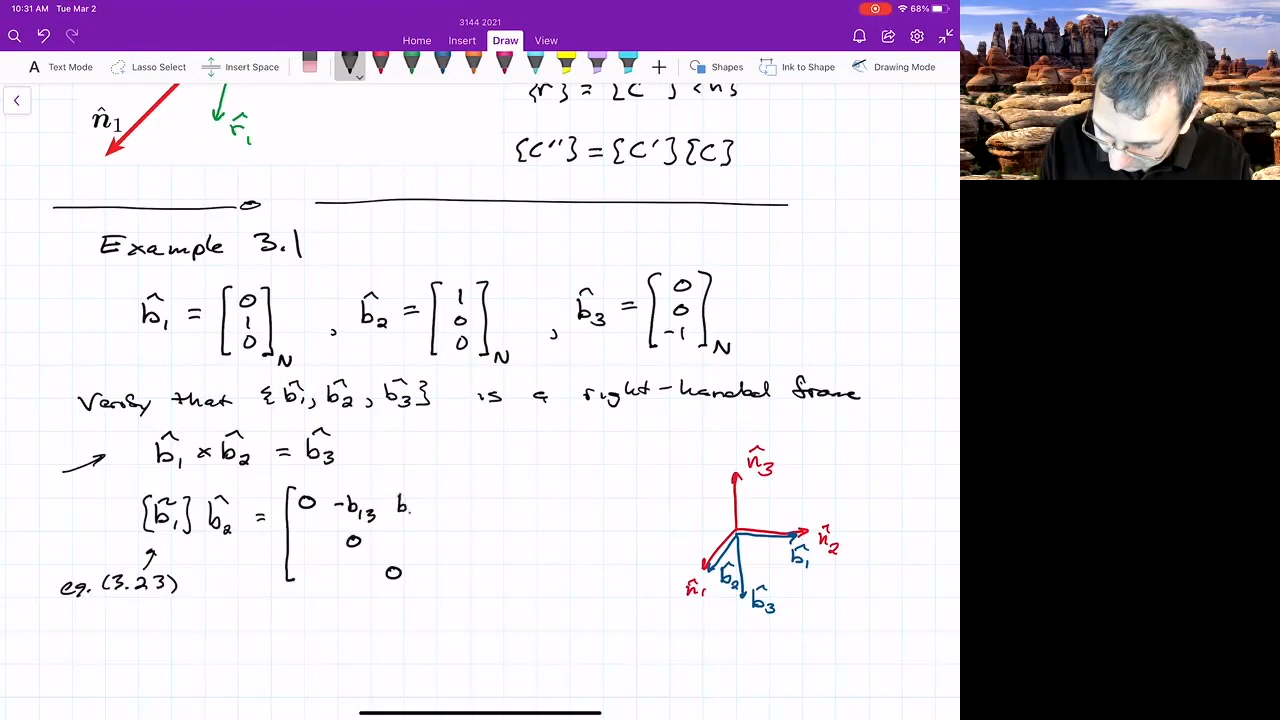 10:31 AM Tue Mar 2
68%
3144 2021
Home Insert Draw View
A Text Mode Lasso Select Insert Space + Shapes Ink to Shape Drawing Mode
n̂₁
r̂₁
{r} = [C ] {n}
{C''} = {C'}[C]
Example 3.1
b̂₁ = [0 1 0]N , b̂₂ = [1 0 0]N , b̂₃ = [0 0 -1]N
Verify that {b̂₁, b̂₂, b̂₃} is a right-handed frame
b̂₁ × b̂₂ = b̂₃
[b̃₁] b̂₂ = [0 -b₁₃ b
0
0
eq. (3.23)
n̂₃
n̂₂
b̂₁
b̂₂
n̂₁
b̂₃